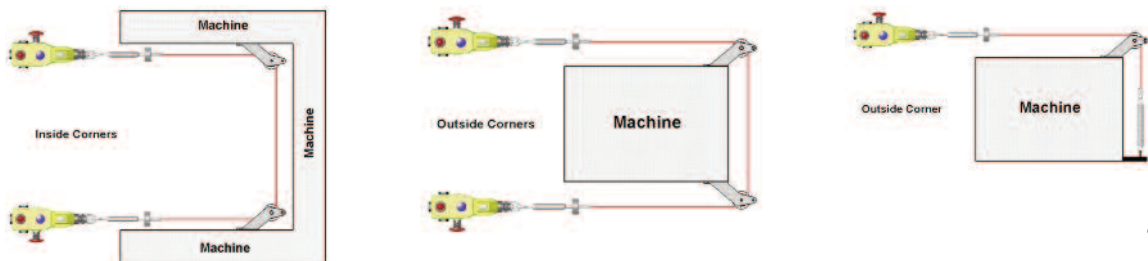 Machine
Inside Corners
Machine
Machine
Outside Corners
Machine
Outside Corner
Machine